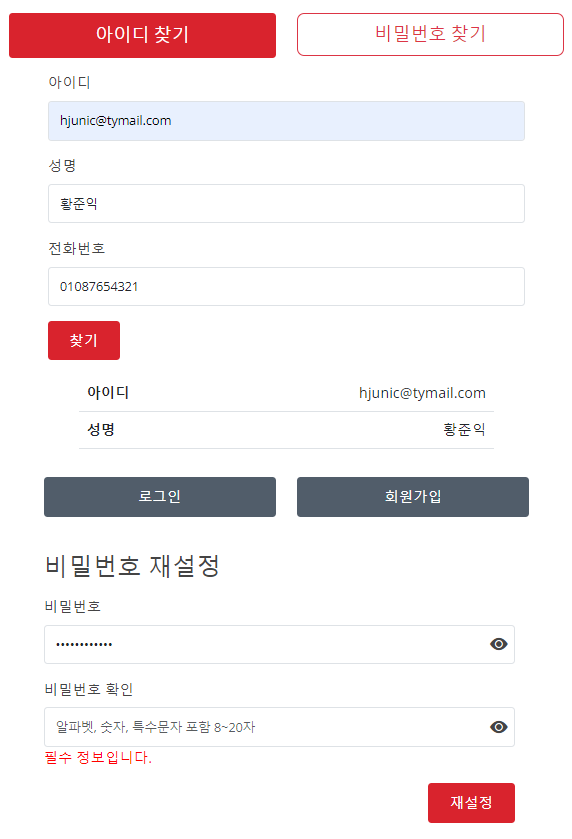 아이디 찾기
비밀번호 찾기
아이디
hjunic@tymail.com
성명
황준익
전화번호
01087654321
찾기
아이디 hjunic@tymail.com
성명 황준익
로그인
회원가입
비밀번호 재설정
비밀번호
••••••••••••
비밀번호 확인
알파벳, 숫자, 특수문자 포함 8~20자
필수 정보입니다.
재설정